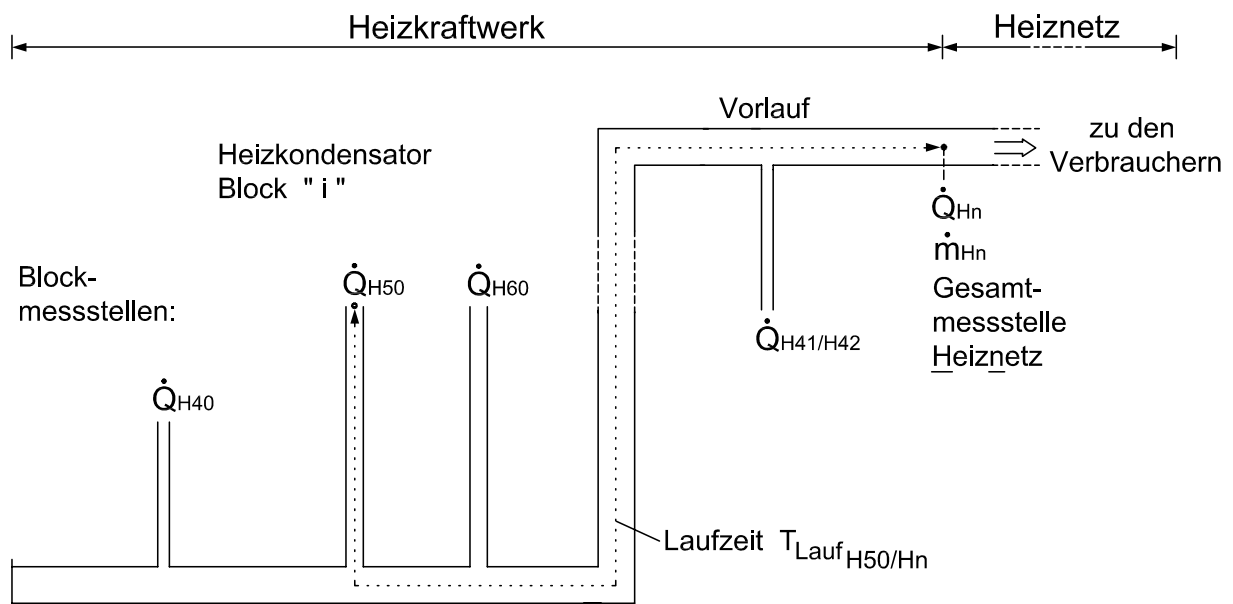 Heizkraftwerk
Heiznetz
Vorlauf
zu den
Verbrauchern
Heizkondensator
Block " i "
Q̇Hn
ṁHn
Block-
messstellen:
Q̇H50
Q̇H60
Gesamt-
messstelle
Heiznetz
Q̇H41/H42
Q̇H40
Laufzeit TLaufH50/Hn